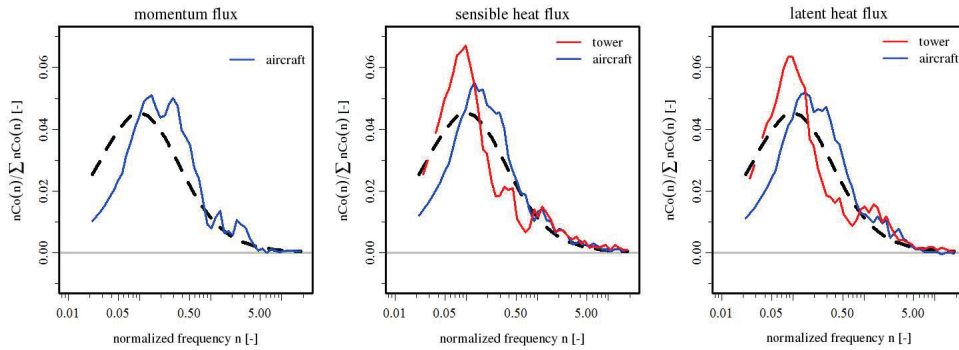 momentum flux
nCo(n)/∑ nCo(n) [-]
0.00 0.02 0.04 0.06
aircraft
0.01 0.05 0.50 5.00
normalized frequency n [-]
sensible heat flux
nCo(n)/∑ nCo(n) [-]
0.00 0.02 0.04 0.06
tower
aircraft
0.01 0.05 0.50 5.00
normalized frequency n [-]
latent heat flux
nCo(n)/∑ nCo(n) [-]
0.00 0.02 0.04 0.06
tower
aircraft
0.01 0.05 0.50 5.00
normalized frequency n [-]